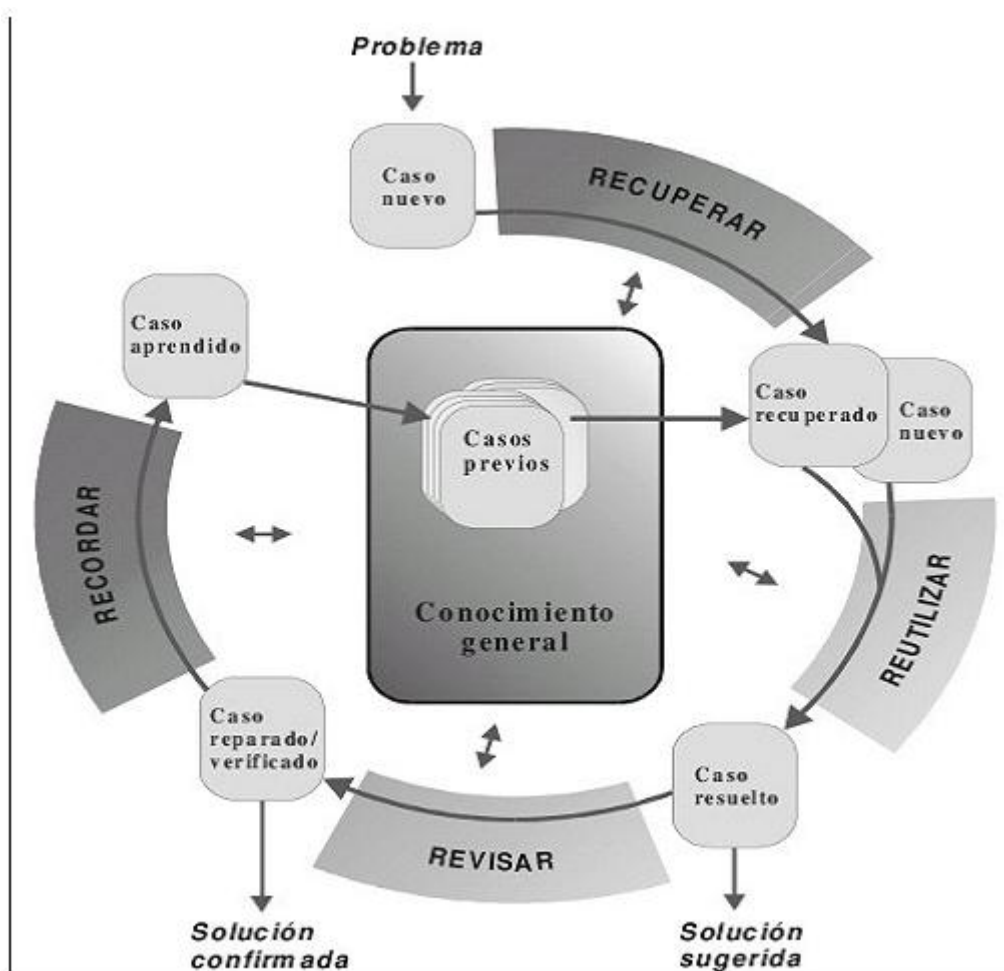 Problema
Caso
nuevo
RECUPERAR
Caso
aprendido
Casos
previos
Caso
recuperado
Caso
nuevo
RECORDAR
Conocimiento
general
REUTILIZAR
Caso
reparado/
verificado
Caso
resuelto
REVISAR
Solución
confirmada
Solución
sugerida